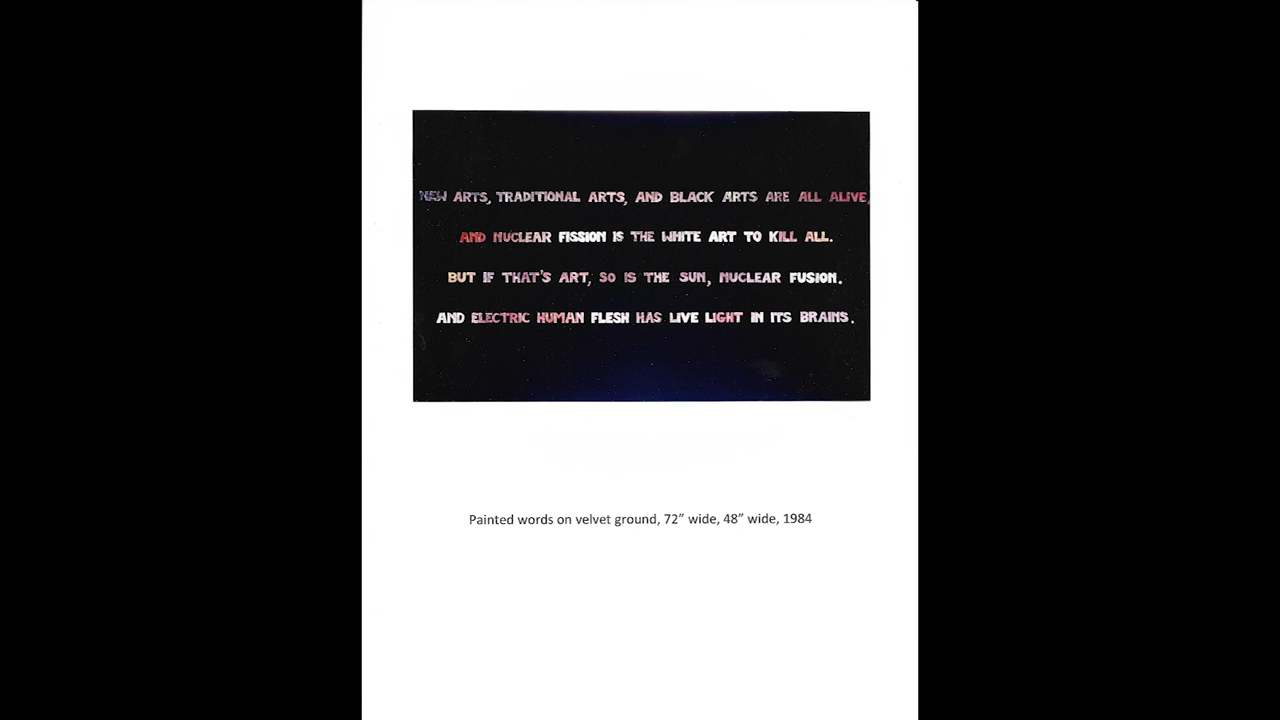 NEW ARTS, TRADITIONAL ARTS, AND BLACK ARTS ARE ALL ALIVE,
AND NUCLEAR FISSION IS THE WHITE ART TO KILL ALL.
BUT IF THAT'S ART, SO IS THE SUN, NUCLEAR FUSION.
AND ELECTRIC HUMAN FLESH HAS LIVE LIGHT IN ITS BRAINS.
Painted words on velvet ground, 72” wide, 48” wide, 1984